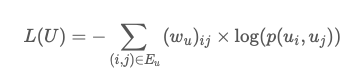 L(U) = − ∑_{(i,j)∈E_u} (w_u)_{ij} × log(p(u_i, u_j))